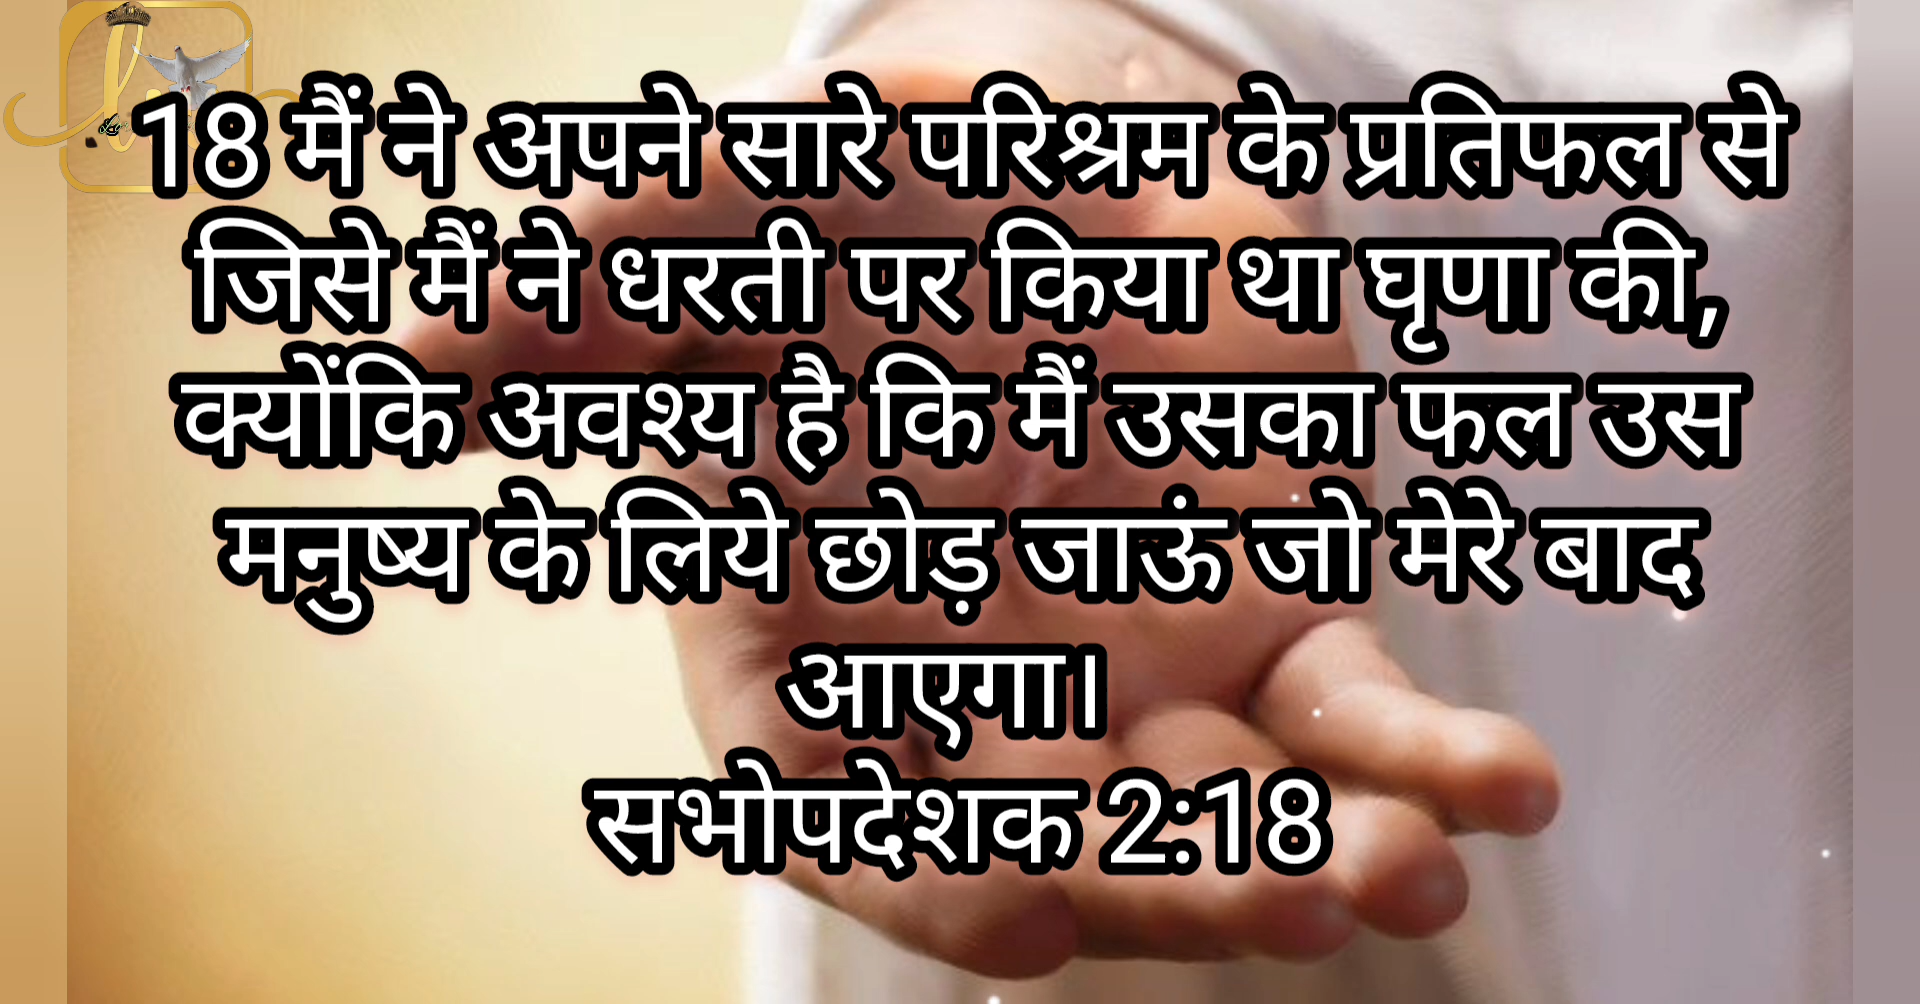 18 मैं ने अपने सारे परिश्रम के प्रतिफल से
जिसे मैं ने धरती पर किया था घृणा की,
क्योंकि अवश्य है कि मैं उसका फल उस
मनुष्य के लिये छोड़ जाऊं जो मेरे बाद
आएगा।
सभोपदेशक 2:18